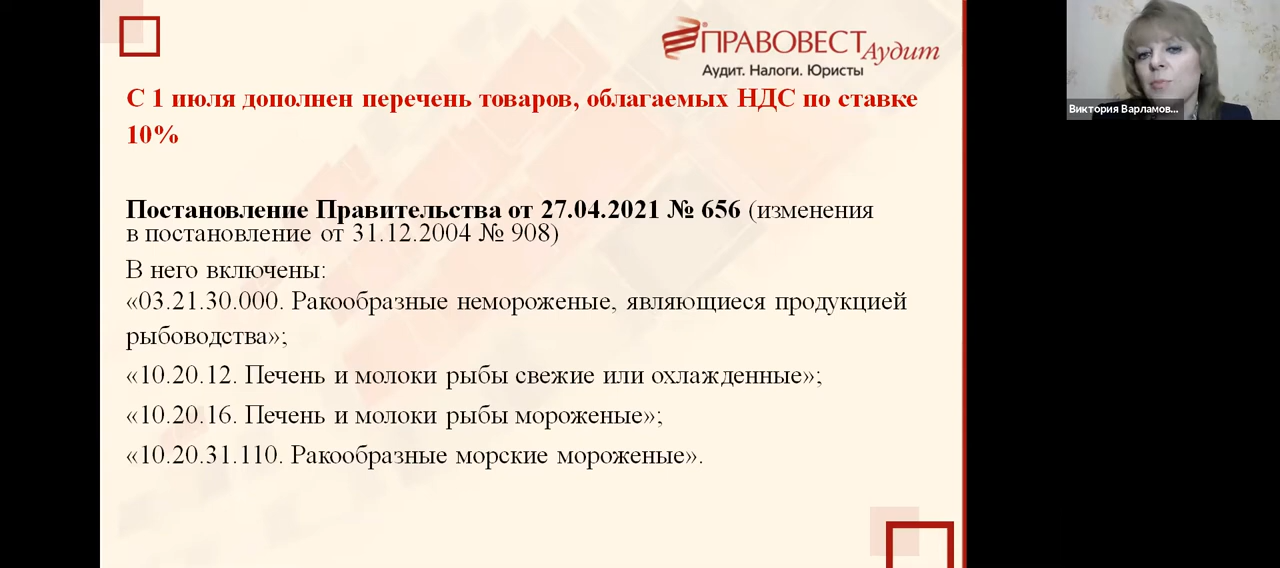 ПРАВОВЕСТ Аудит
Аудит. Налоги. Юристы
С 1 июля дополнен перечень товаров, облагаемых НДС по ставке
10%
Постановление Правительства от 27.04.2021 № 656 (изменения
в постановление от 31.12.2004 № 908)
В него включены:
«03.21.30.000. Ракообразные немороженые, являющиеся продукцией
рыбоводства»;
«10.20.12. Печень и молоки рыбы свежие или охлажденные»;
«10.20.16. Печень и молоки рыбы мороженые»;
«10.20.31.110. Ракообразные морские мороженые».
Виктория Варламов...